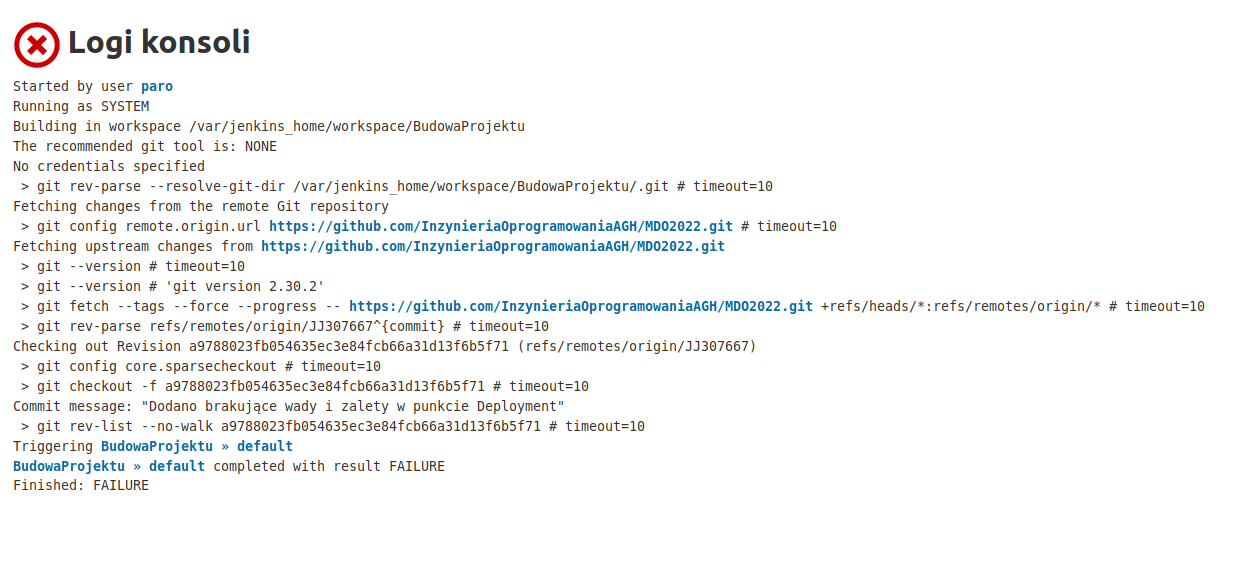 Logi konsoli
Started by user paro
Running as SYSTEM
Building in workspace /var/jenkins_home/workspace/BudowaProjektu
The recommended git tool is: NONE
No credentials specified
 > git rev-parse --resolve-git-dir /var/jenkins_home/workspace/BudowaProjektu/.git # timeout=10
Fetching changes from the remote Git repository
 > git config remote.origin.url https://github.com/InzynieriaOprogramowaniaAGH/MDO2022.git # timeout=10
Fetching upstream changes from https://github.com/InzynieriaOprogramowaniaAGH/MDO2022.git
 > git --version # timeout=10
 > git --version # 'git version 2.30.2'
 > git fetch --tags --force --progress -- https://github.com/InzynieriaOprogramowaniaAGH/MDO2022.git +refs/heads/*:refs/remotes/origin/* # timeout=10
 > git rev-parse refs/remotes/origin/JJ307667^{commit} # timeout=10
Checking out Revision a9788023fb054635ec3e84fcb66a31d13f6b5f71 (refs/remotes/origin/JJ307667)
 > git config core.sparsecheckout # timeout=10
 > git checkout -f a9788023fb054635ec3e84fcb66a31d13f6b5f71 # timeout=10
Commit message: "Dodano brakujące wady i zalety w punkcie Deployment"
 > git rev-list --no-walk a9788023fb054635ec3e84fcb66a31d13f6b5f71 # timeout=10
Triggering BudowaProjektu » default
BudowaProjektu » default completed with result FAILURE
Finished: FAILURE